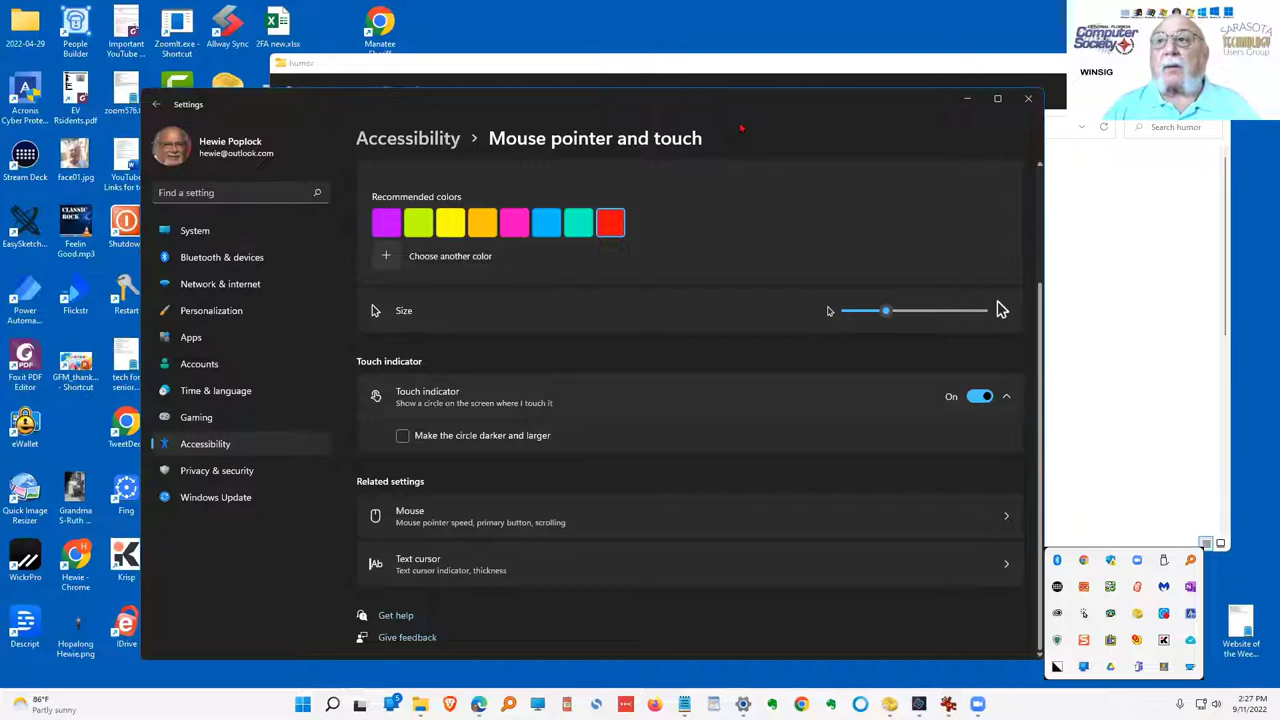 2022-04-29
People Builder
Important YouTube ...
ZoomIt.exe - Shortcut
Allway Sync
2FA new.xlsx
Manatee
humor
Acronis Cyber Prote...
EV Rsidents.pdf
zoom576....
CENTRAL FLORIDA
Computer Society
SARASOTA TECHNOLOGY Users Group
WINSIG
Search humor
Settings
Hewie Poplock
hewie@outlook.com
Find a setting
System
Bluetooth & devices
Network & internet
Personalization
Apps
Accounts
Time & language
Gaming
Accessibility
Privacy & security
Windows Update
Accessibility > Mouse pointer and touch
Recommended colors
Choose another color
Size
Touch indicator
Touch indicator
Show a circle on the screen where I touch it
On
Make the circle darker and larger
Related settings
Mouse
Mouse pointer speed, primary button, scrolling
Text cursor
Text cursor indicator, thickness
Get help
Give feedback
Stream Deck
face01.jpg
Words Links for t...
EasySketch...
CLASSIC ROCK
Feelin Good.mp3
Shutdow
Power Automa...
Flickstr
Restar
Foxit PDF Editor
GFM_thank... - Shortcut
tech for senior...
eWallet
TweetDec
Quick Image Resizer
Grandma S-Ruth ...
Fing
WickrPro
Hewie - Chrome
Krisp
Descript
Hopalong Hewie.png
IDrive
Website of the Wee...
86°F
Partly sunny
5
2:27 PM
9/11/2022